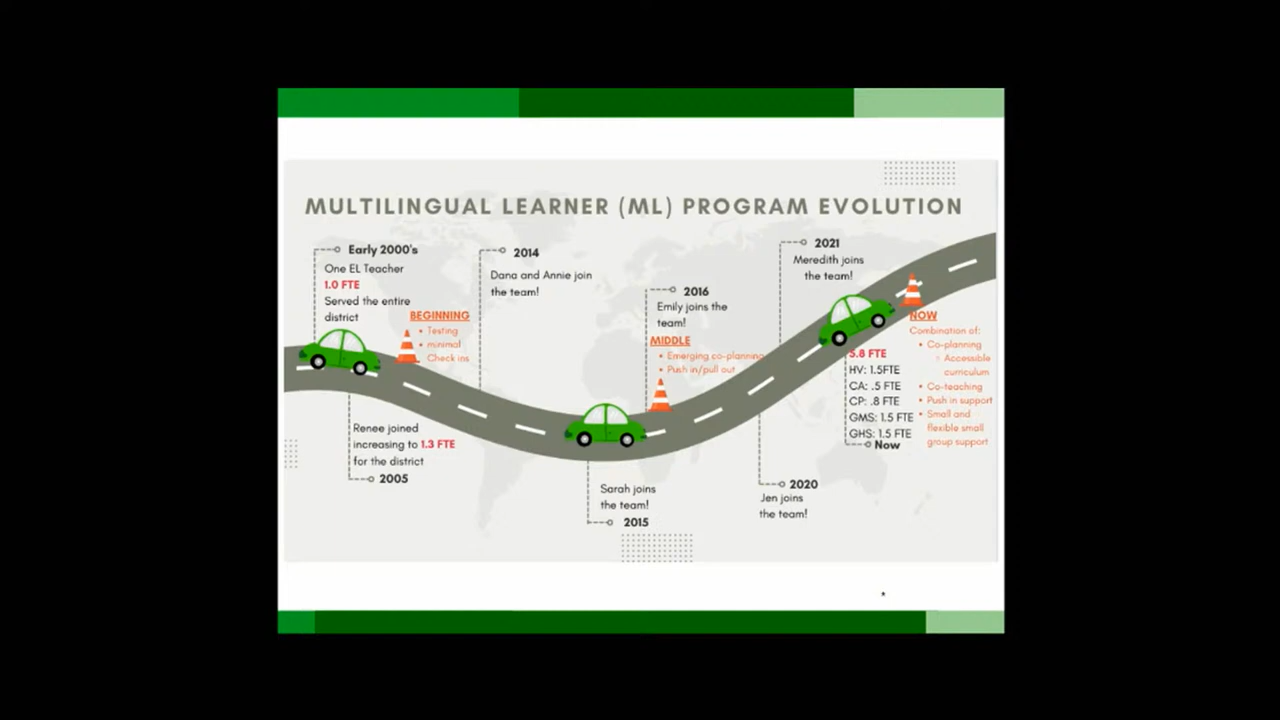 MULTILINGUAL LEARNER (ML) PROGRAM EVOLUTION
Early 2000's
One EL Teacher
1.0 FTE
Served the entire
district
BEGINNING
Testing
minimal
Check ins
Renee joined
increasing to 1.3 FTE
for the district
2005
2014
Dana and Annie join
the team!
Sarah joins
the team!
2015
2016
Emily joins the
team!
MIDDLE
Emerging co-planning
Push in/pull out
2020
Jen joins
the team!
2021
Meredith joins
the team!
5.8 FTE
HV: 1.5FTE
CA: .5 FTE
CP: .8 FTE
GMS: 1.5 FTE
GHS: 1.5 FTE
Now
NOW
Combination of:
Co-planning
Accessible
curriculum
Co-teaching
Push in support
Small and
flexible small
group support